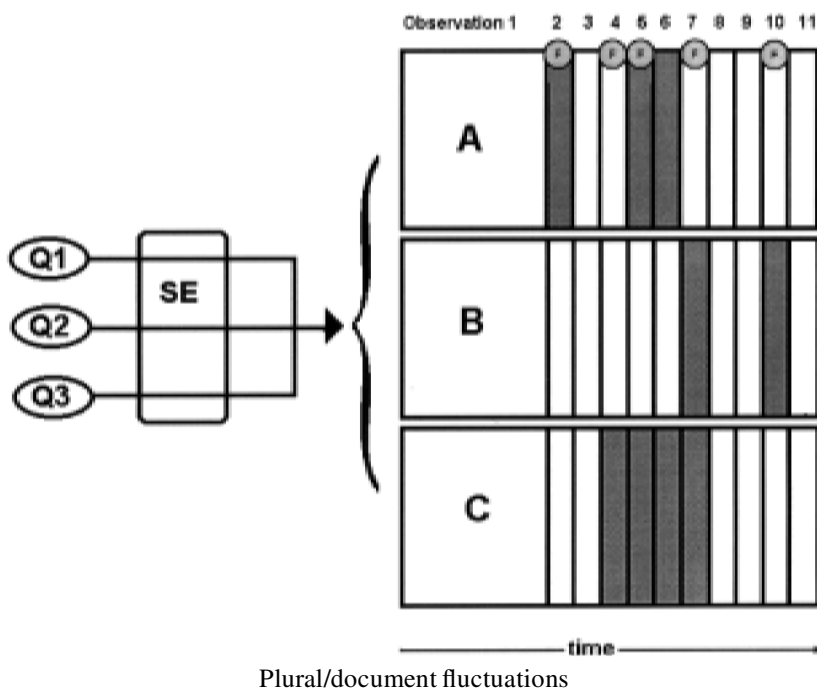 Observation 1 2 3 4 5 6 7 8 9 10 11
F F F F F
A
Q1
SE
Q2
B
Q3
C
time
Plural/document fluctuations